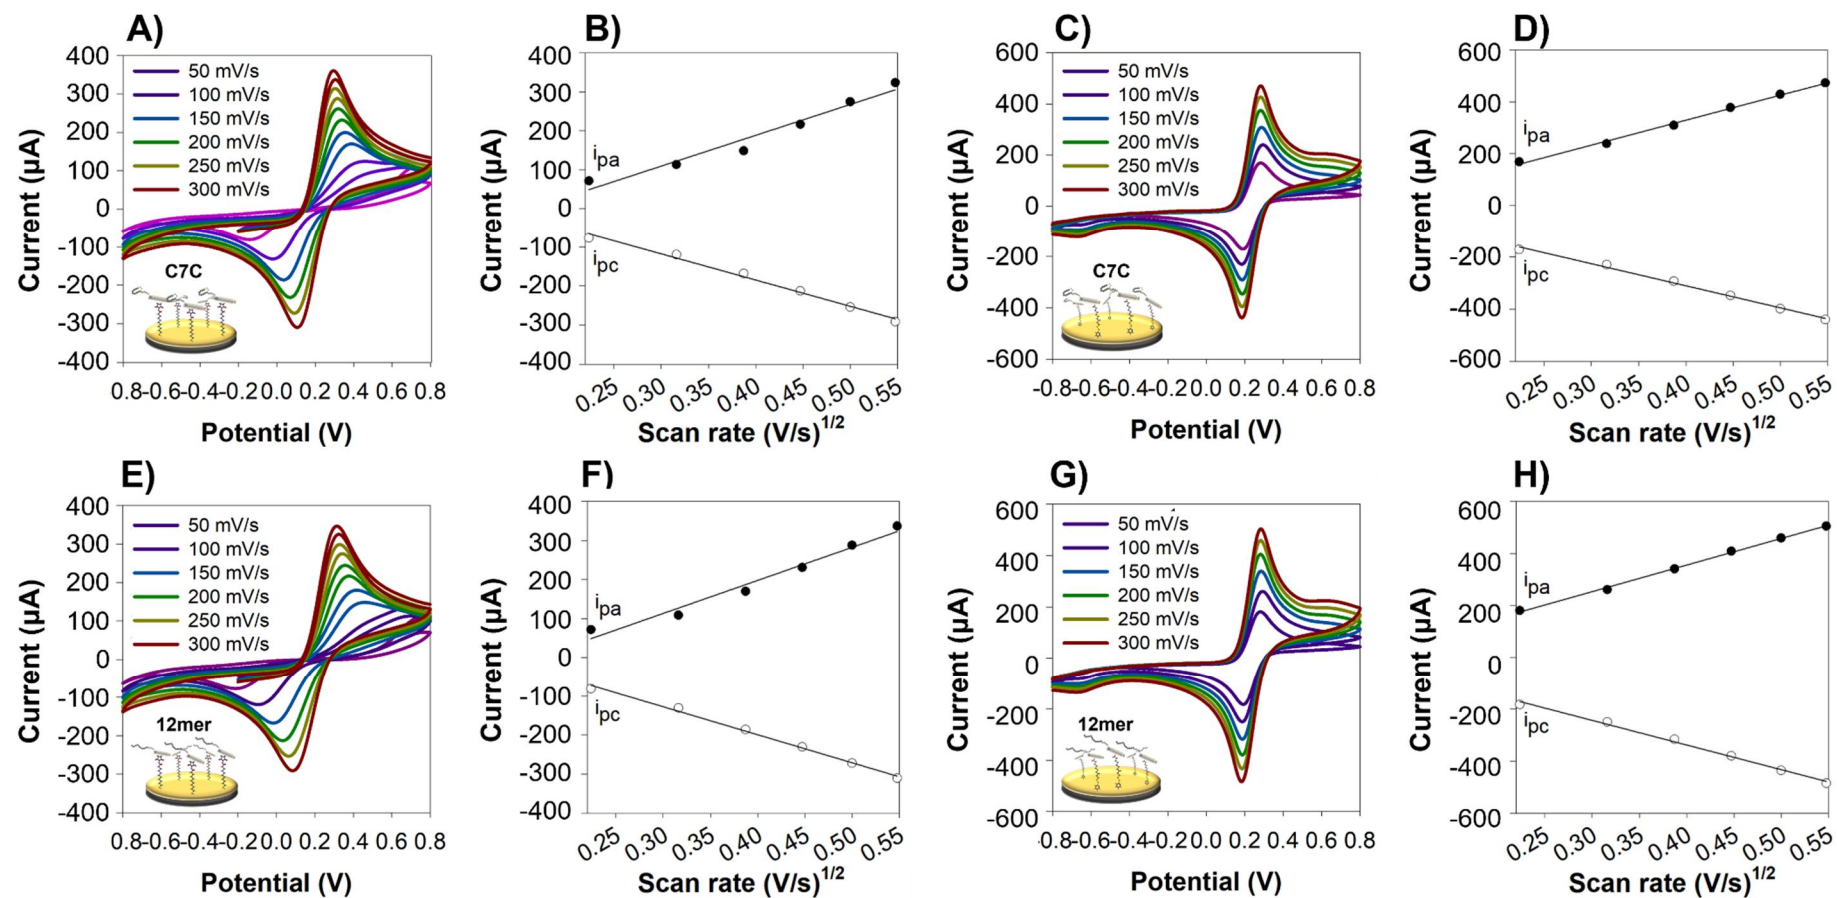 A)
400
300
200
100
0
-100
-200
-300
-400
Current (µA)
50 mV/s
100 mV/s
150 mV/s
200 mV/s
250 mV/s
300 mV/s
C7C
0.8-0.6-0.4-0.2 0.0 0.2 0.4 0.6 0.8
Potential (V)
B)
400
300
200
100
0
-100
-200
-300
-400
Current (µA)
ipa
ipc
0.25 0.30 0.35 0.40 0.45 0.50 0.55
Scan rate (V/s)1/2
C)
600
400
200
0
-200
-400
-600
Current (µA)
50 mV/s
100 mV/s
150 mV/s
200 mV/s
250 mV/s
300 mV/s
C7C
-0.8-0.6-0.4-0.2 0.0 0.2 0.4 0.6 0.8
Potential (V)
D)
600
400
200
0
-200
-400
-600
Current (µA)
ipa
ipc
0.25 0.30 0.35 0.40 0.45 0.50 0.55
Scan rate (V/s)1/2
E)
400
300
200
100
0
-100
-200
-300
-400
Current (µA)
50 mV/s
100 mV/s
150 mV/s
200 mV/s
250 mV/s
300 mV/s
12mer
0.8-0.6-0.4-0.2 0.0 0.2 0.4 0.6 0.8
Potential (V)
F)
400
300
200
100
0
-100
-200
-300
-400
Current (µA)
ipa
ipc
0.25 0.30 0.35 0.40 0.45 0.50 0.55
Scan rate (V/s)1/2
G)
600
400
200
0
-200
-400
-600
Current (µA)
50 mV/s
100 mV/s
150 mV/s
200 mV/s
250 mV/s
300 mV/s
12mer
0.8-0.6-0.4-0.2 0.0 0.2 0.4 0.6 0.8
Potential (V)
H)
600
400
200
0
-200
-400
-600
Current (µA)
ipa
ipc
0.25 0.30 0.35 0.40 0.45 0.50 0.55
Scan rate (V/s)1/2